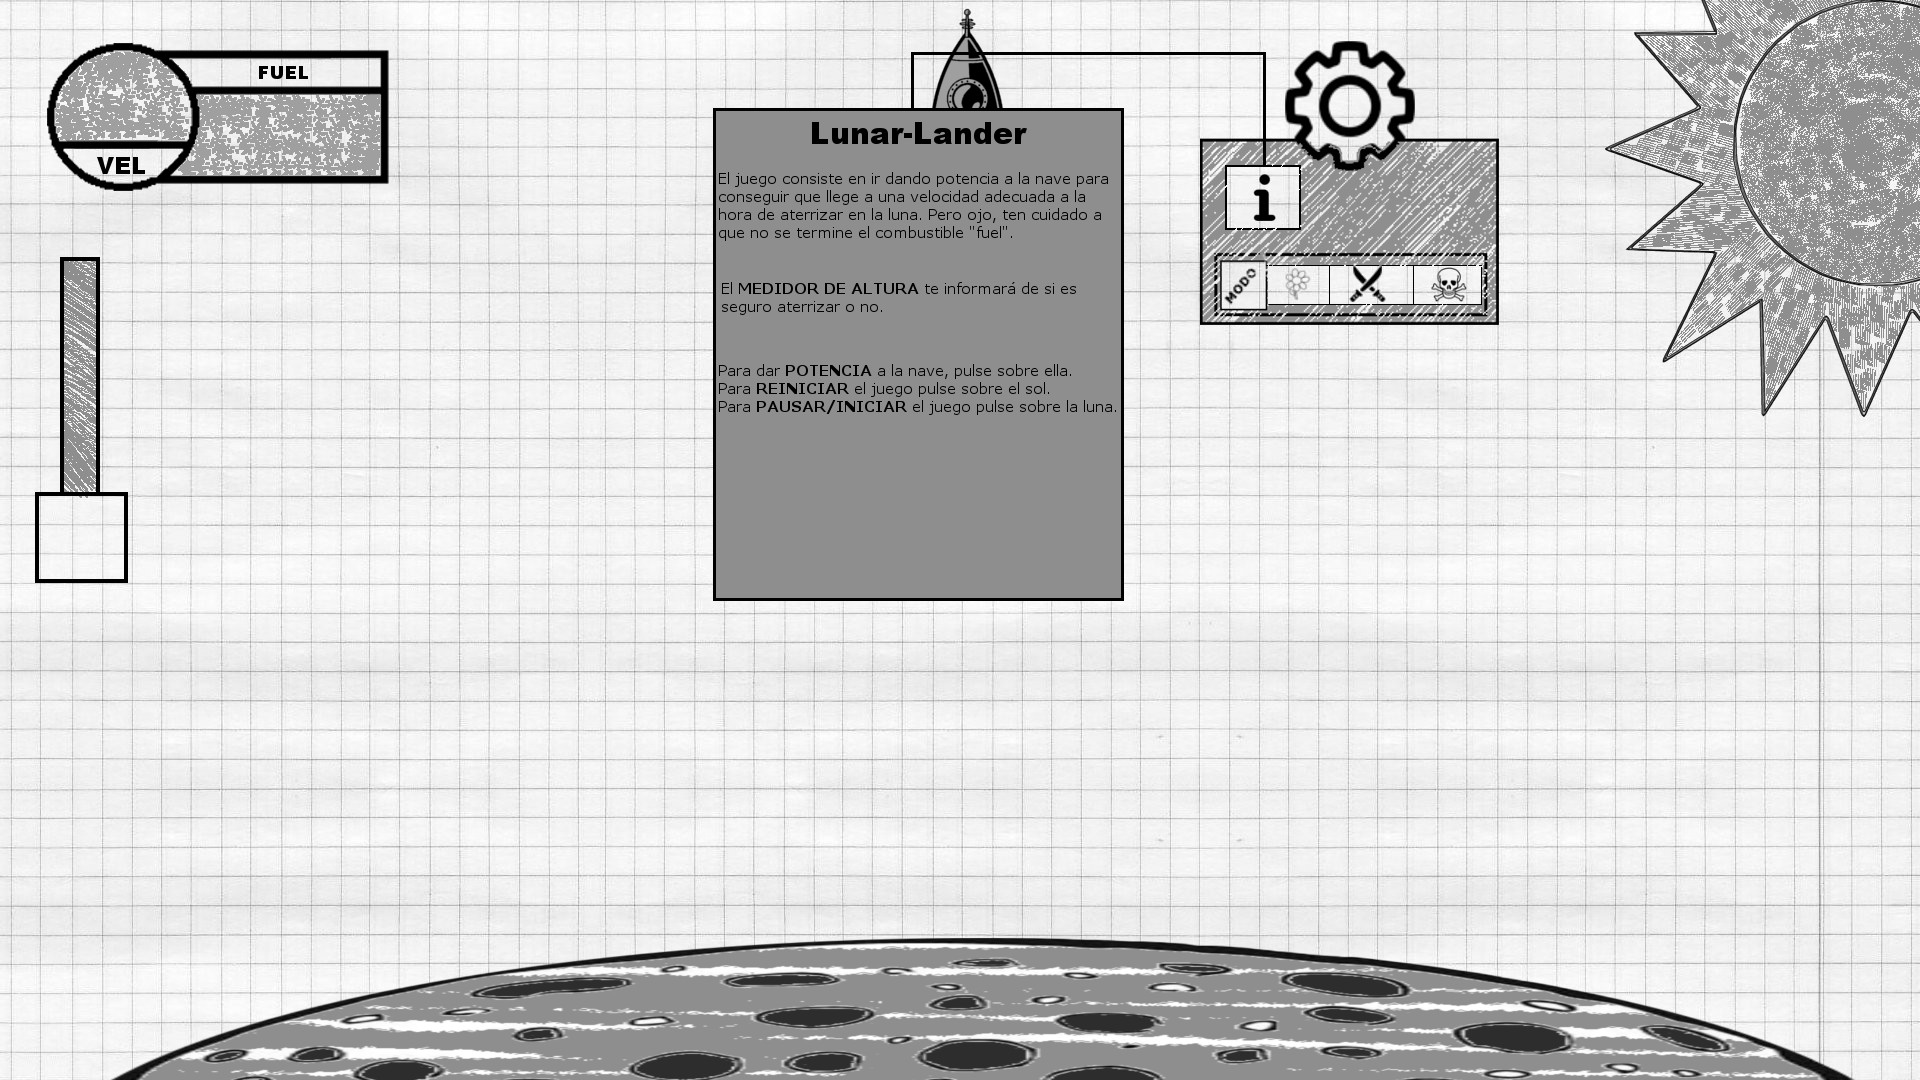 FUEL
VEL
Lunar-Lander
El juego consiste en ir dando potencia a la nave para
conseguir que llege a una velocidad adecuada a la
hora de aterrizar en la luna. Pero ojo, ten cuidado a
que no se termine el combustible "fuel".
El MEDIDOR DE ALTURA te informará de si es
seguro aterrizar o no.
Para dar POTENCIA a la nave, pulse sobre ella.
Para REINICIAR el juego pulse sobre el sol.
Para PAUSAR/INICIAR el juego pulse sobre la luna.
i
MODO